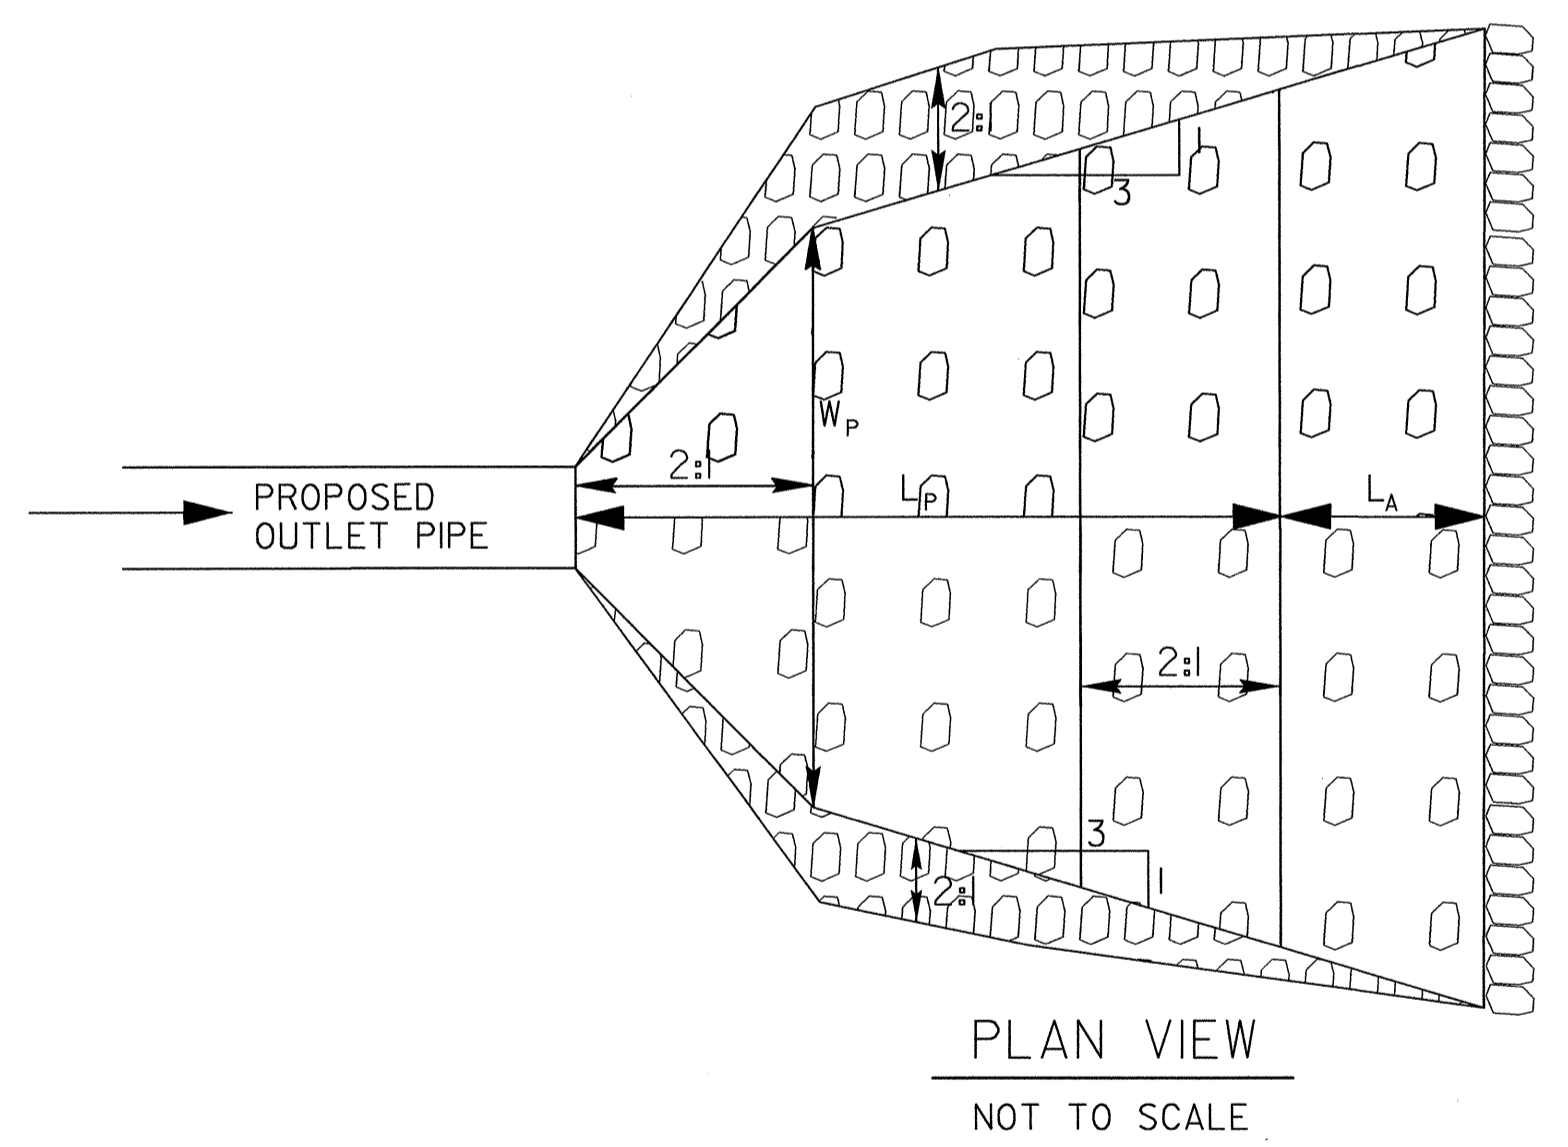 2:1
1
3
W_P
2:1
PROPOSED
OUTLET PIPE
L_P
L_A
2:1
3
1
2:1
PLAN VIEW
NOT TO SCALE